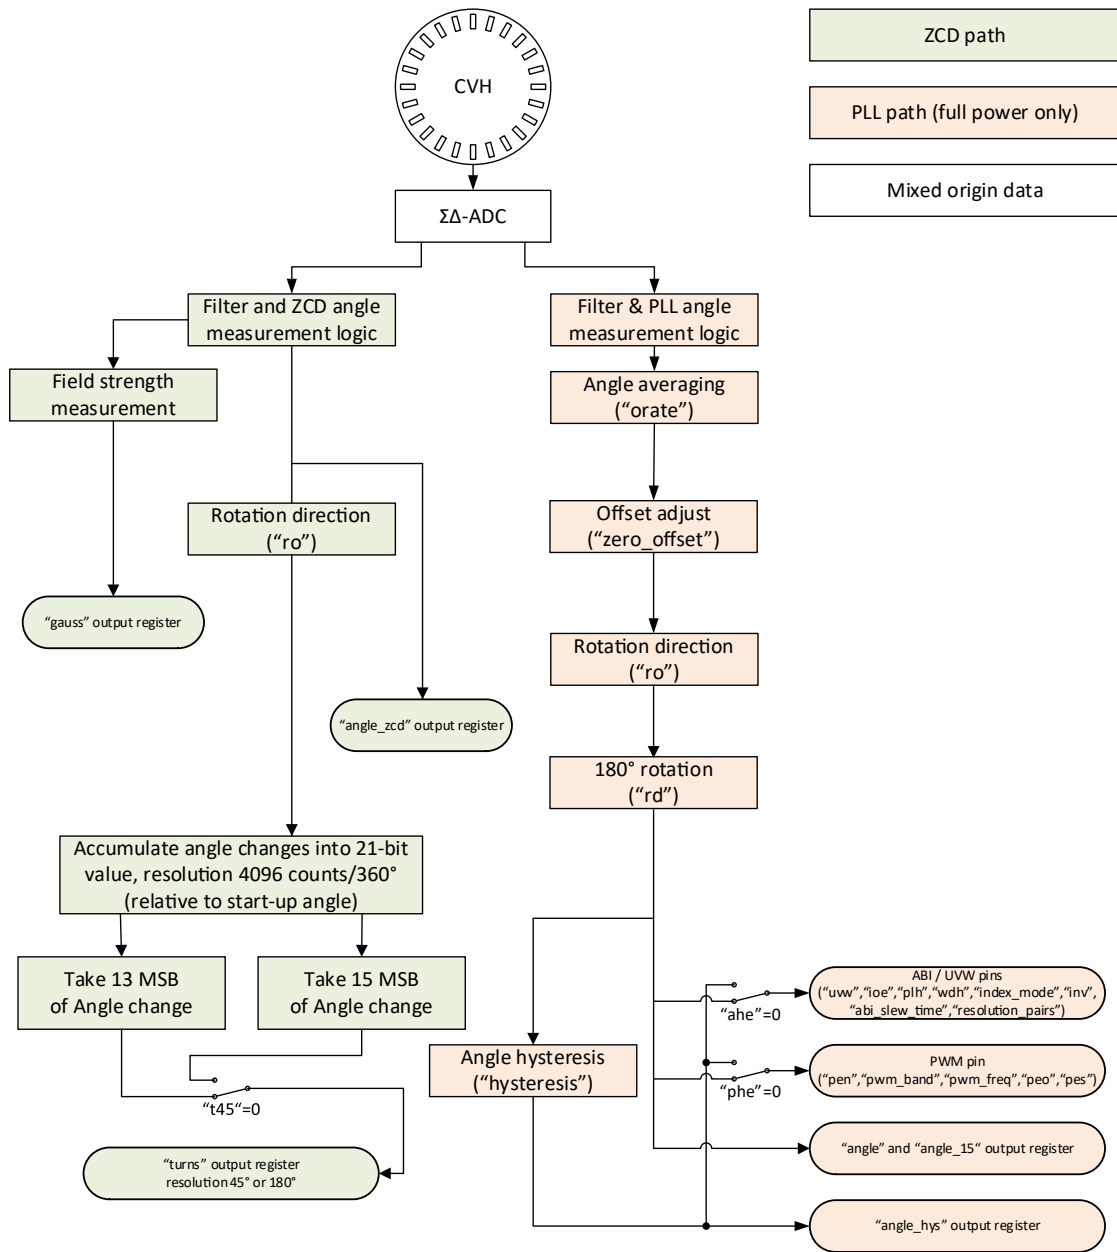 CVH
ZCD path
PLL path (full power only)
Mixed origin data
ΣΔ-ADC
Filter and ZCD angle
measurement logic
Filter & PLL angle
measurement logic
Field strength
measurement
Angle averaging
(“orate”)
Rotation direction
(“ro”)
Offset adjust
(“zero_offset”)
“gauss” output register
Rotation direction
(“ro”)
“angle_zcd” output register
180° rotation
(“rd”)
Accumulate angle changes into 21-bit
value, resolution 4096 counts/360°
(relative to start-up angle)
Take 13 MSB
of Angle change
Take 15 MSB
of Angle change
“t45“=0
“turns” output register
resolution 45° or 180°
Angle hysteresis
(“hysteresis”)
“ahe”=0
ABI / UVW pins
(“uvw”,“ioe”,“plh”,“wdh”,“index_mode”,“inv”,
“abi_slew_time”,“resolution_pairs”)
“phe”=0
PWM pin
(“pen”,“pwm_band”,“pwm_freq”,“peo”,“pes”)
“angle” and “angle_15“ output register
“angle_hys” output register